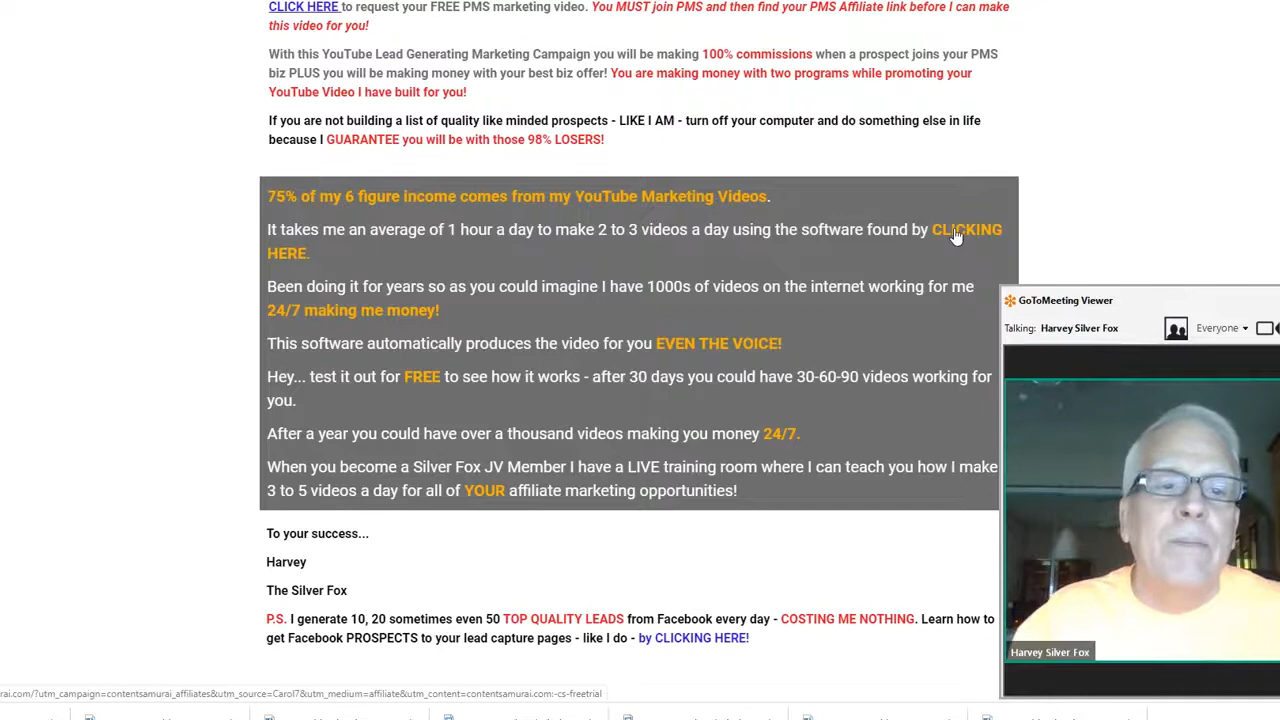 CLICK HERE to request your FREE PMS marketing video. You MUST join PMS and then find your PMS Affiliate link before I can make
this video for you!
With this YouTube Lead Generating Marketing Campaign you will be making 100% commissions when a prospect joins your PMS
biz PLUS you will be making money with your best biz offer! You are making money with two programs while promoting your
YouTube Video I have built for you!
If you are not building a list of quality like minded prospects - LIKE I AM - turn off your computer and do something else in life
because I GUARANTEE you will be with those 98% LOSERS!
75% of my 6 figure income comes from my YouTube Marketing Videos.
It takes me an average of 1 hour a day to make 2 to 3 videos a day using the software found by CLICKING
HERE.
Been doing it for years so as you could imagine I have 1000s of videos on the internet working for me
24/7 making me money!
This software automatically produces the video for you EVEN THE VOICE!
Hey... test it out for FREE to see how it works - after 30 days you could have 30-60-90 videos working for
you.
After a year you could have over a thousand videos making you money 24/7.
When you become a Silver Fox JV Member I have a LIVE training room where I can teach you how I make
3 to 5 videos a day for all of YOUR affiliate marketing opportunities!
To your success...
Harvey
The Silver Fox
P.S. I generate 10, 20 sometimes even 50 TOP QUALITY LEADS from Facebook every day - COSTING ME NOTHING. Learn how to
get Facebook PROSPECTS to your lead capture pages - like I do - by CLICKING HERE!
GoToMeeting Viewer
Talking: Harvey Silver Fox
Everyone
Harvey Silver Fox
rai.com/?utm_campaign=contentsamurai_affiliates&utm_source=Carol7&utm_medium=affiliate&utm_content=contentsamurai.com:-cs-freetrial